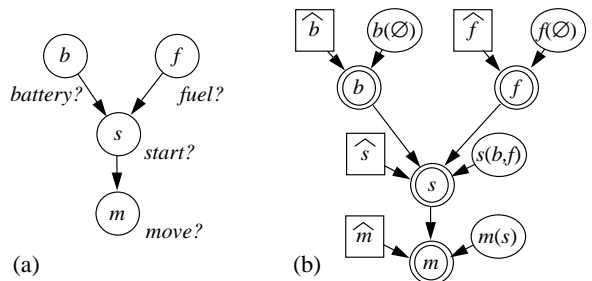 b
f
battery?
fuel?
s
start?
m
move?
(a)
b̂
b(∅)
f̂
f(∅)
b
f
ŝ
s(b,f)
s
m̂
m(s)
m
(b)